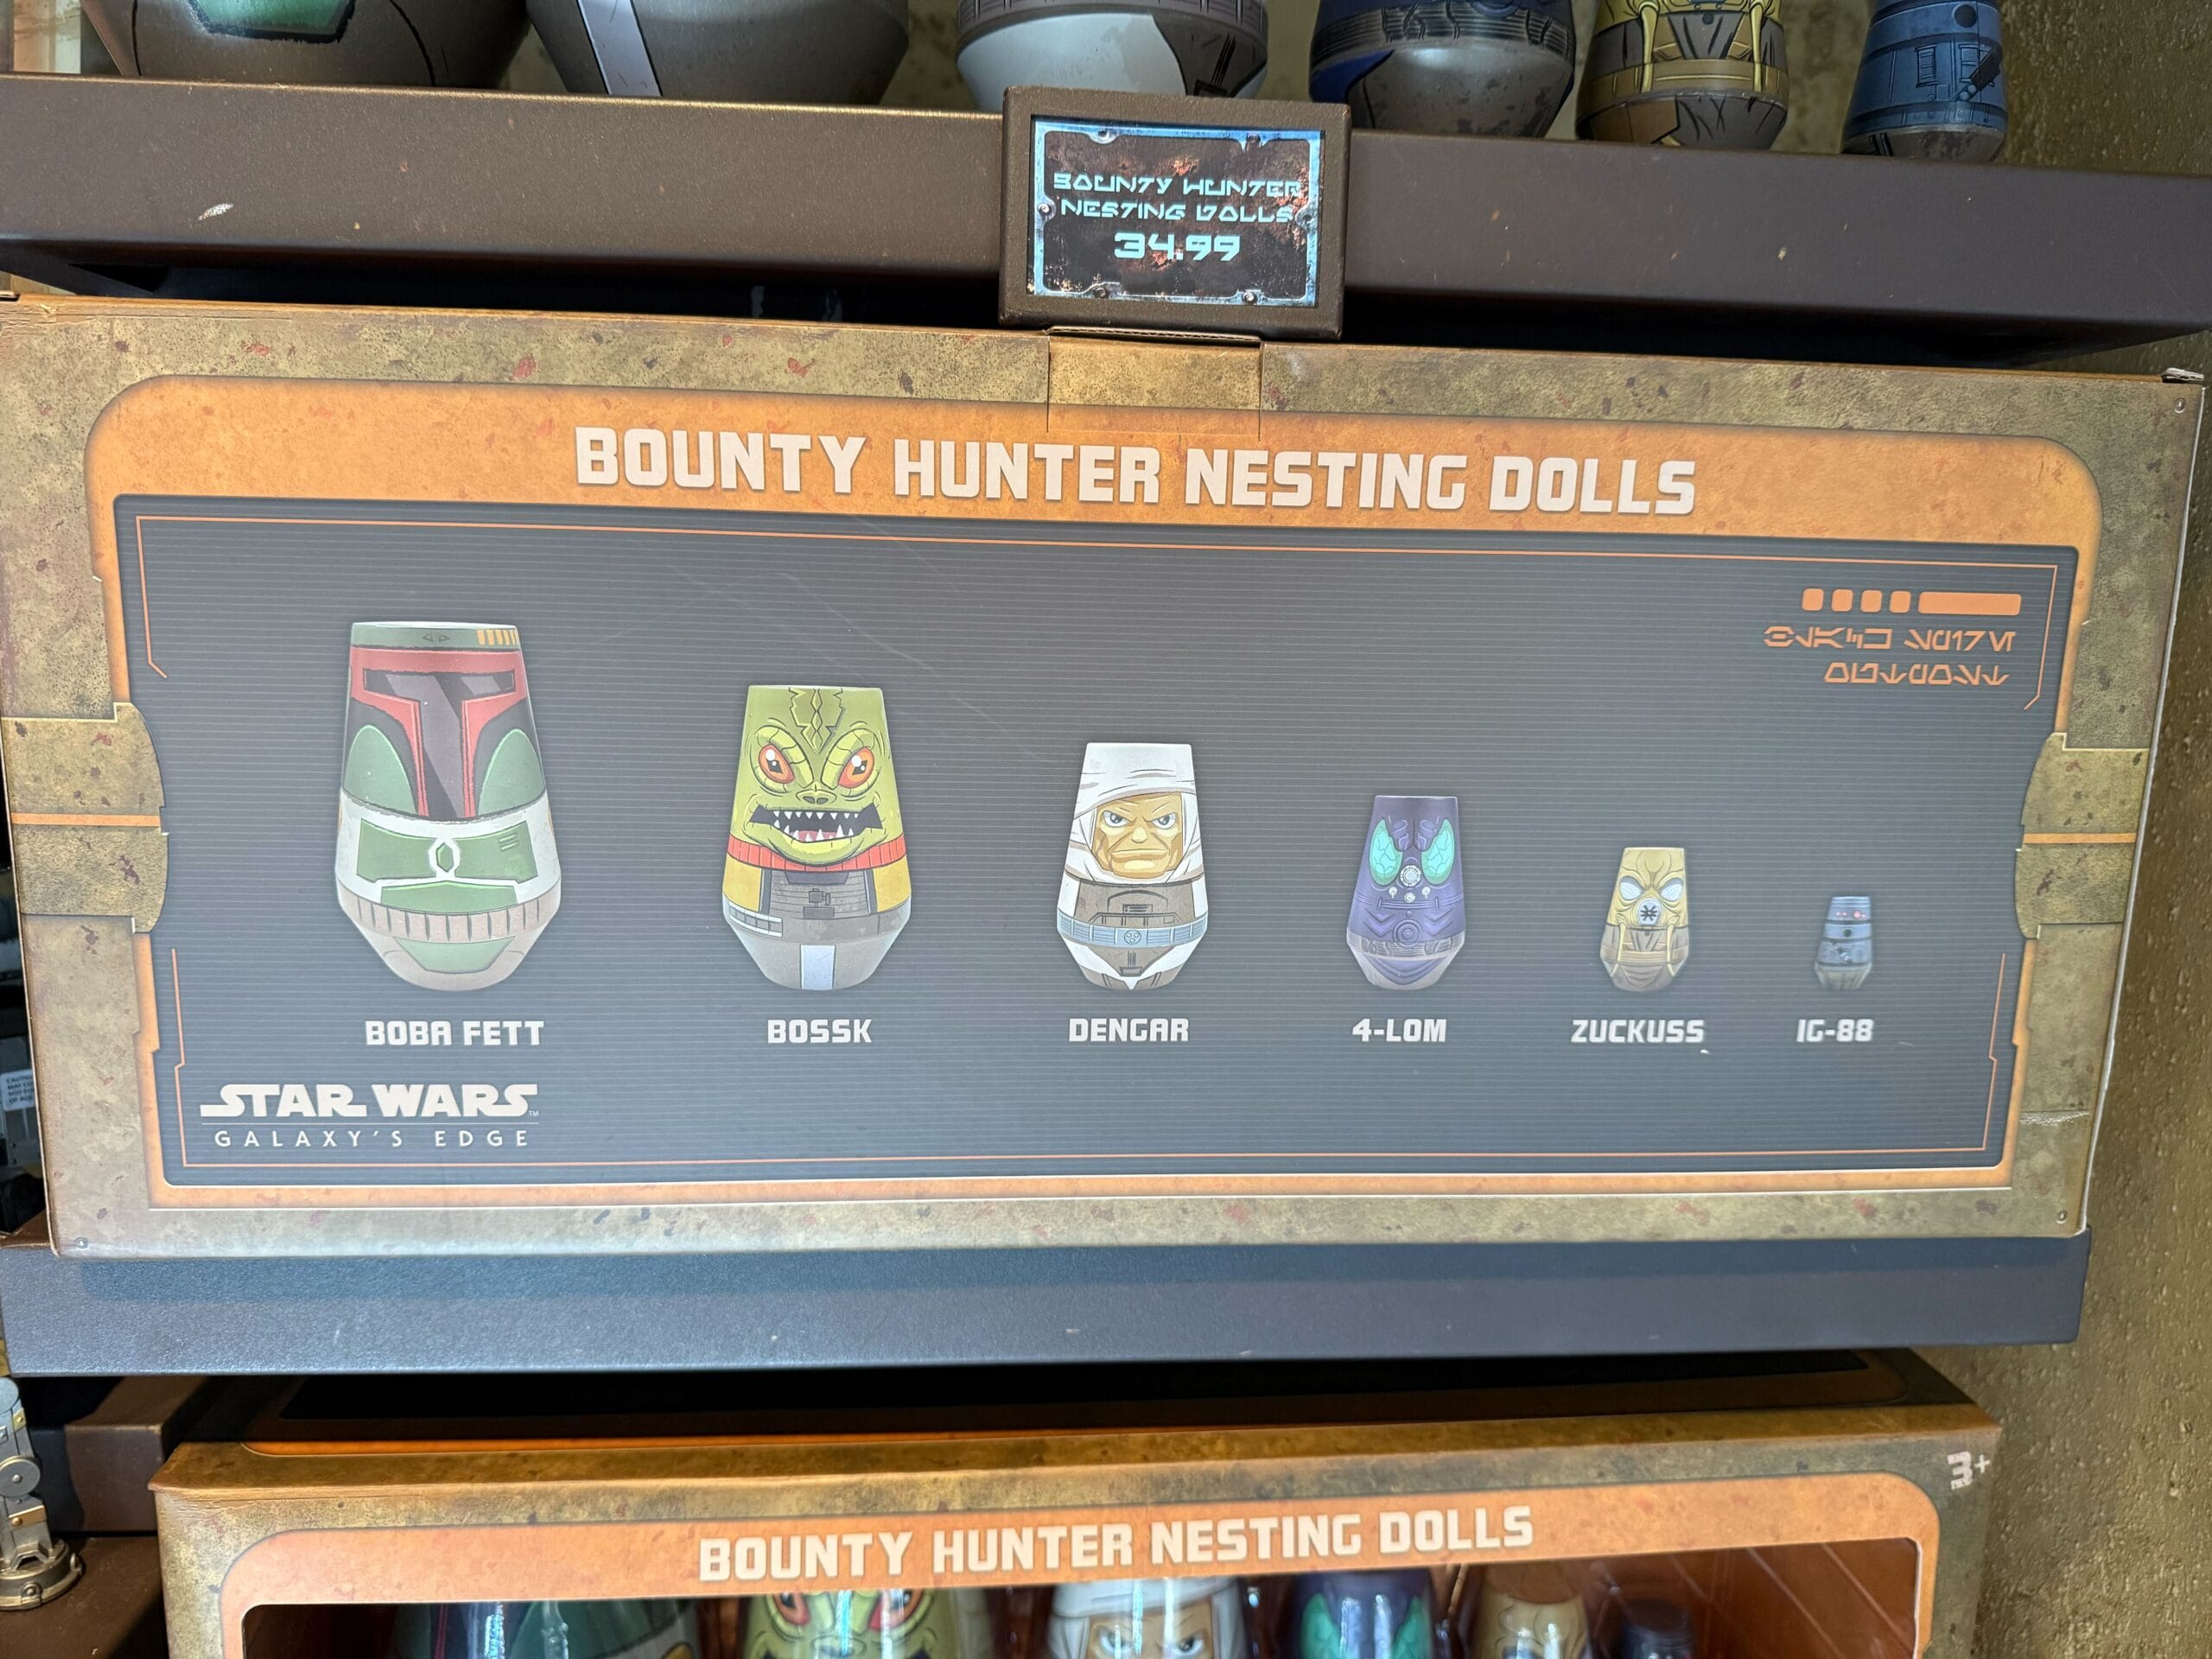 BOUNTY HUNTER
NESTING DOLLS
34.99
BOUNTY HUNTER NESTING DOLLS
BOBA FETT
BOSSK
DENGAR
4-LOM
ZUCKUSS
IG-88
STAR WARS™
GALAXY'S EDGE
3+
BOUNTY HUNTER NESTING DOLLS